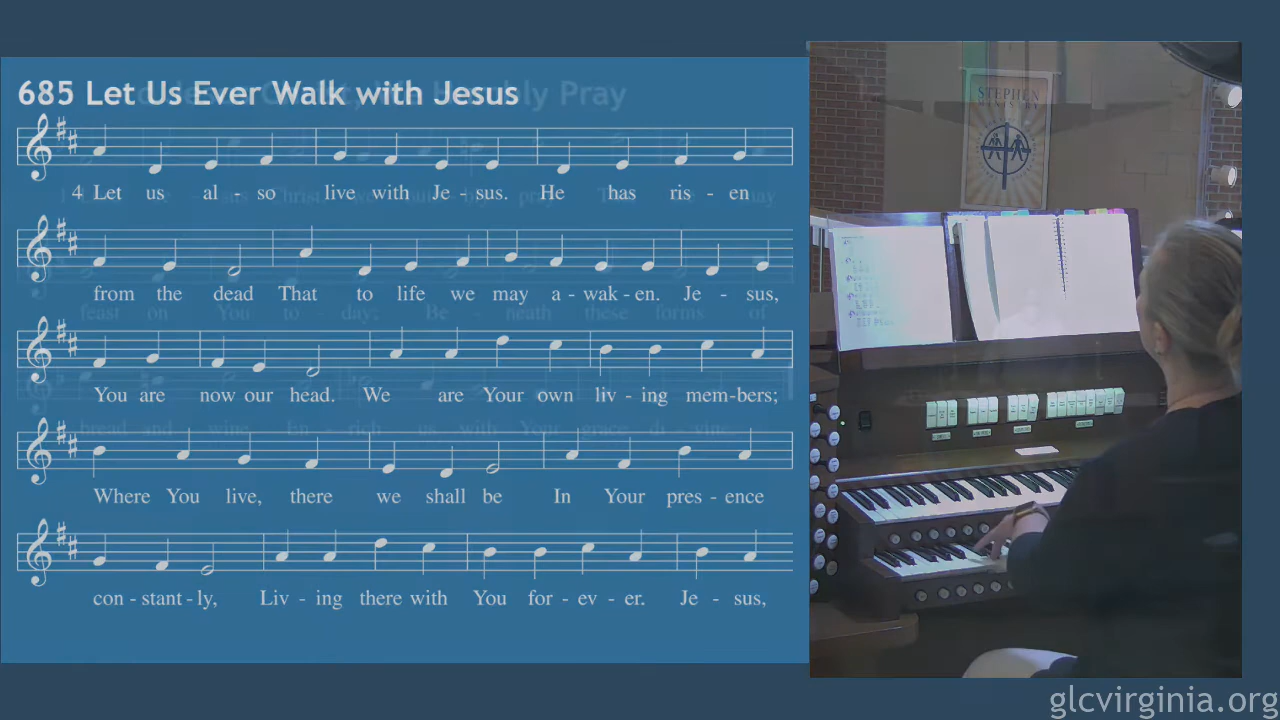 685 Let Us Ever Walk with Jesus
4 Let us al - so live with Je - sus. He has ris - en
from the dead That to life we may a - wak - en. Je - sus,
You are now our head. We are Your own liv - ing mem-bers;
Where You live, there we shall be In Your pres - ence
con - stant - ly, Liv - ing there with You for - ev - er. Je - sus,
STEPHEN
MINISTRY
glcvirginia.org